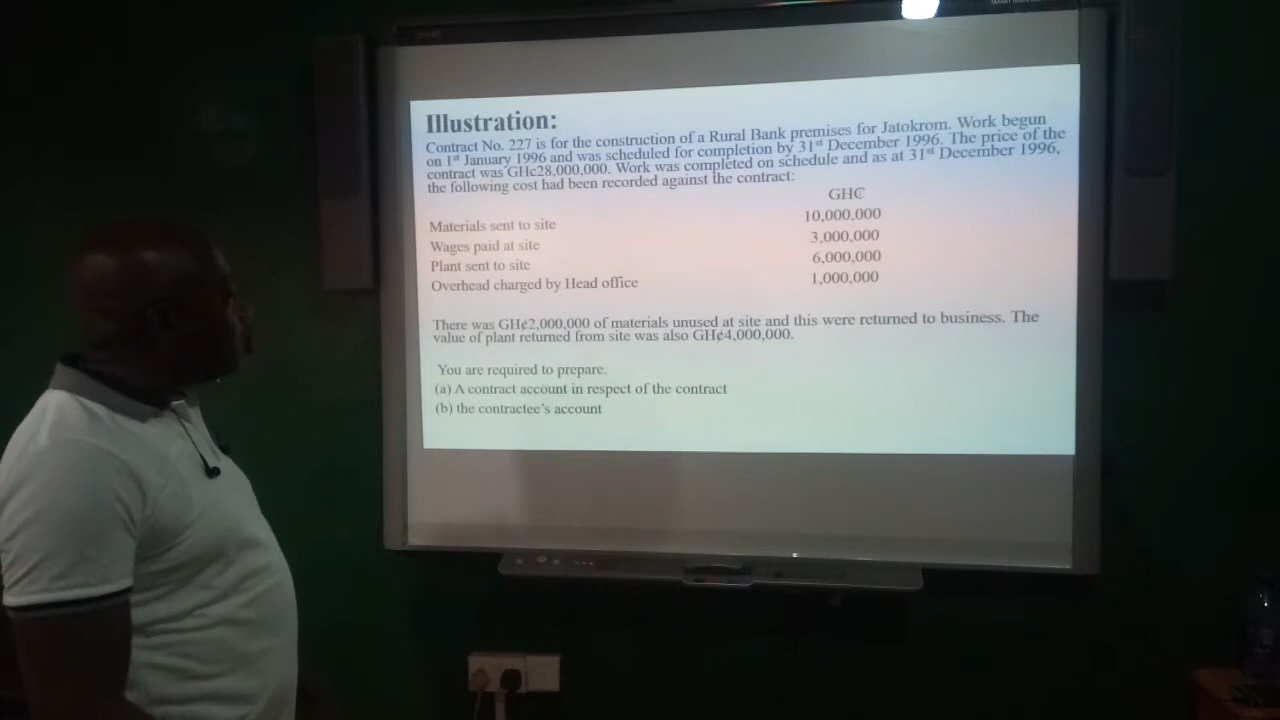 Illustration:
Contract No. 227 is for the construction of a Rural Bank premises for Jatokrom. Work begun
on 1st January 1996 and was scheduled for completion by 31st December 1996. The price of the
contract was GH¢28,000,000. Work was completed on schedule and as at 31st December 1996,
the following cost had been recorded against the contract:
GH₵
Materials sent to site 10,000,000
Wages paid at site 3,000,000
Plant sent to site 6,000,000
Overhead charged by Head office 1,000,000
There was GH¢2,000,000 of materials unused at site and this were returned to business. The
value of plant returned from site was also GH¢4,000,000.
You are required to prepare.
(a) A contract account in respect of the contract
(b) the contractee's account